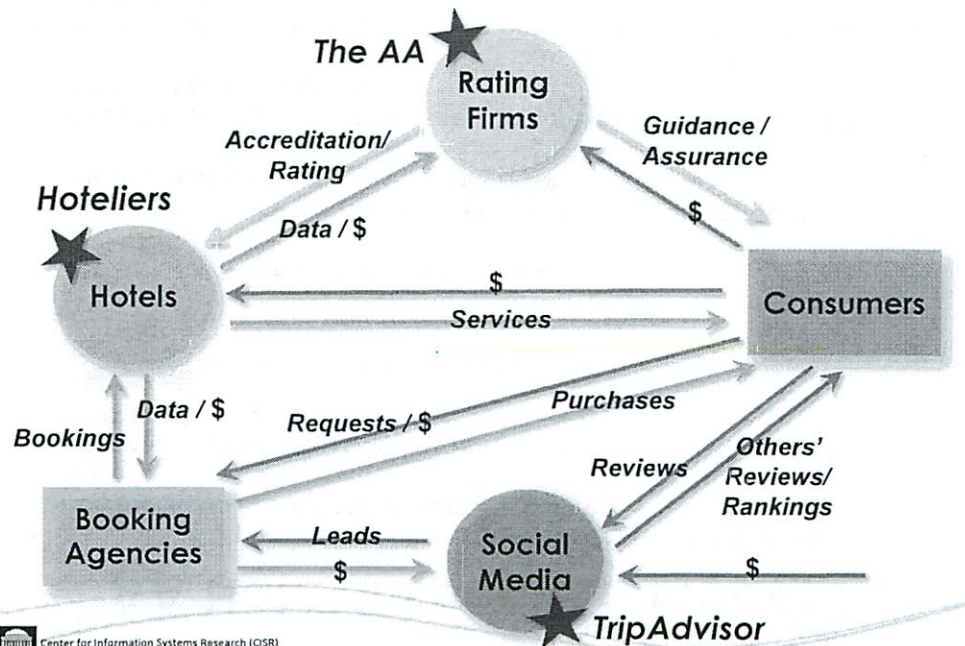 The AA
Rating
Firms
Accreditation/
Rating
Guidance /
Assurance
Hoteliers
Data / $
$
Hotels
$
Consumers
Services
Data / $
Purchases
Requests / $
Bookings
Reviews
Others'
Reviews/
Rankings
Booking
Agencies
Leads
Social
Media
$
$
TripAdvisor
Center for Information Systems Research (CISR)